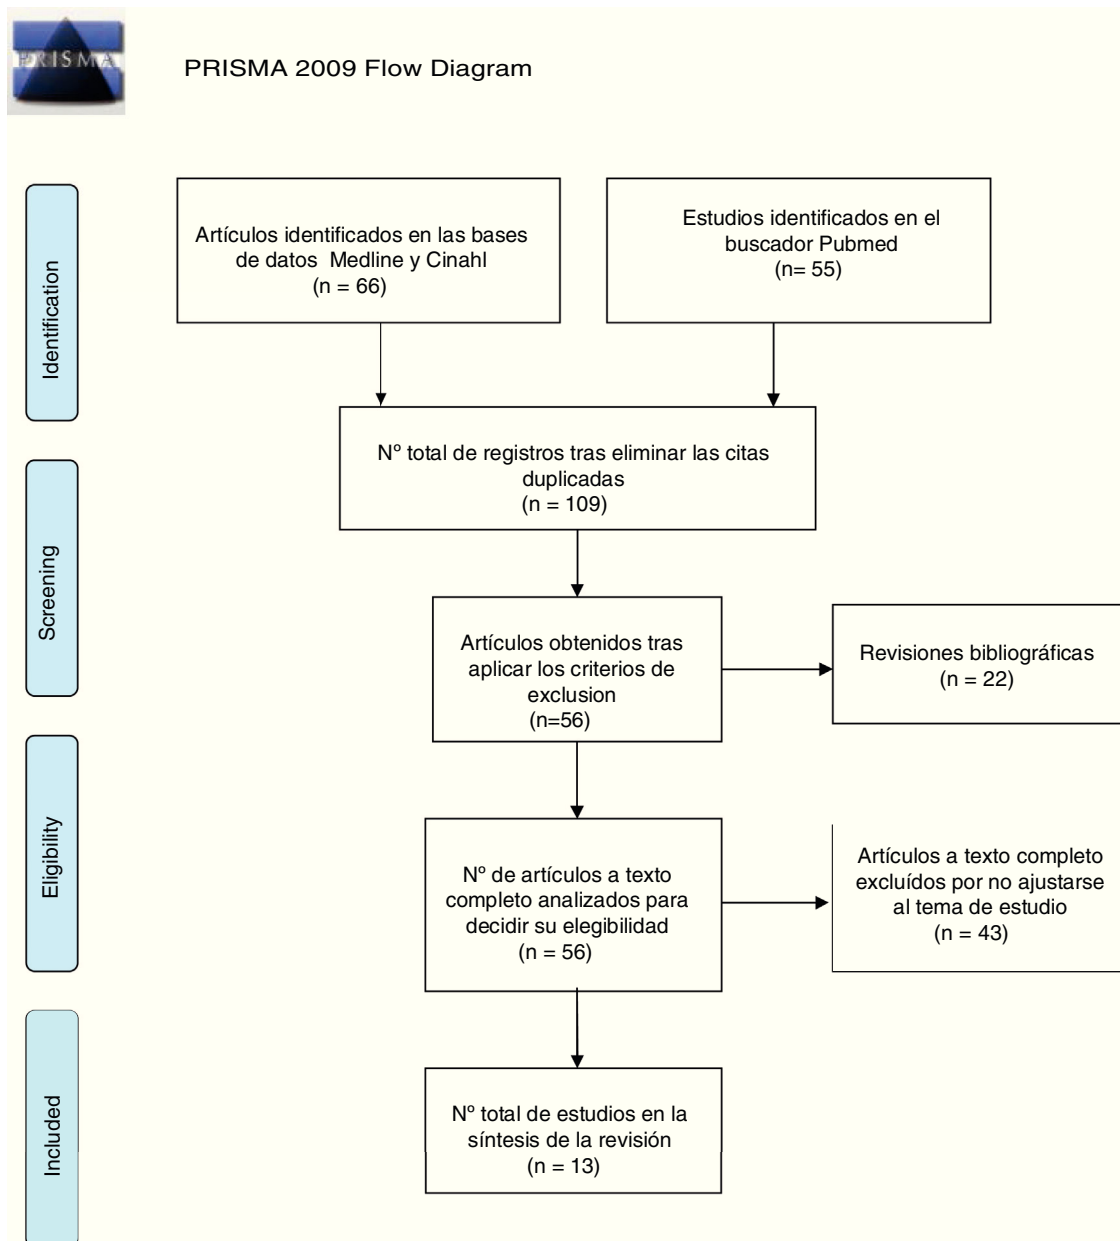 PRISMA
PRISMA 2009 Flow Diagram
Identification
Artículos identificados en las bases
de datos Medline y Cinahl
(n = 66)
Estudios identificados en el
buscador Pubmed
(n= 55)
Nº total de registros tras eliminar las citas
duplicadas
(n = 109)
Screening
Artículos obtenidos tras
aplicar los criterios de
exclusion
(n=56)
Revisiones bibliográficas
(n = 22)
Eligibility
Nº de artículos a texto
completo analizados para
decidir su elegibilidad
(n = 56)
Artículos a texto completo
excluídos por no ajustarse
al tema de estudio
(n = 43)
Included
Nº total de estudios en la
síntesis de la revisión
(n = 13)